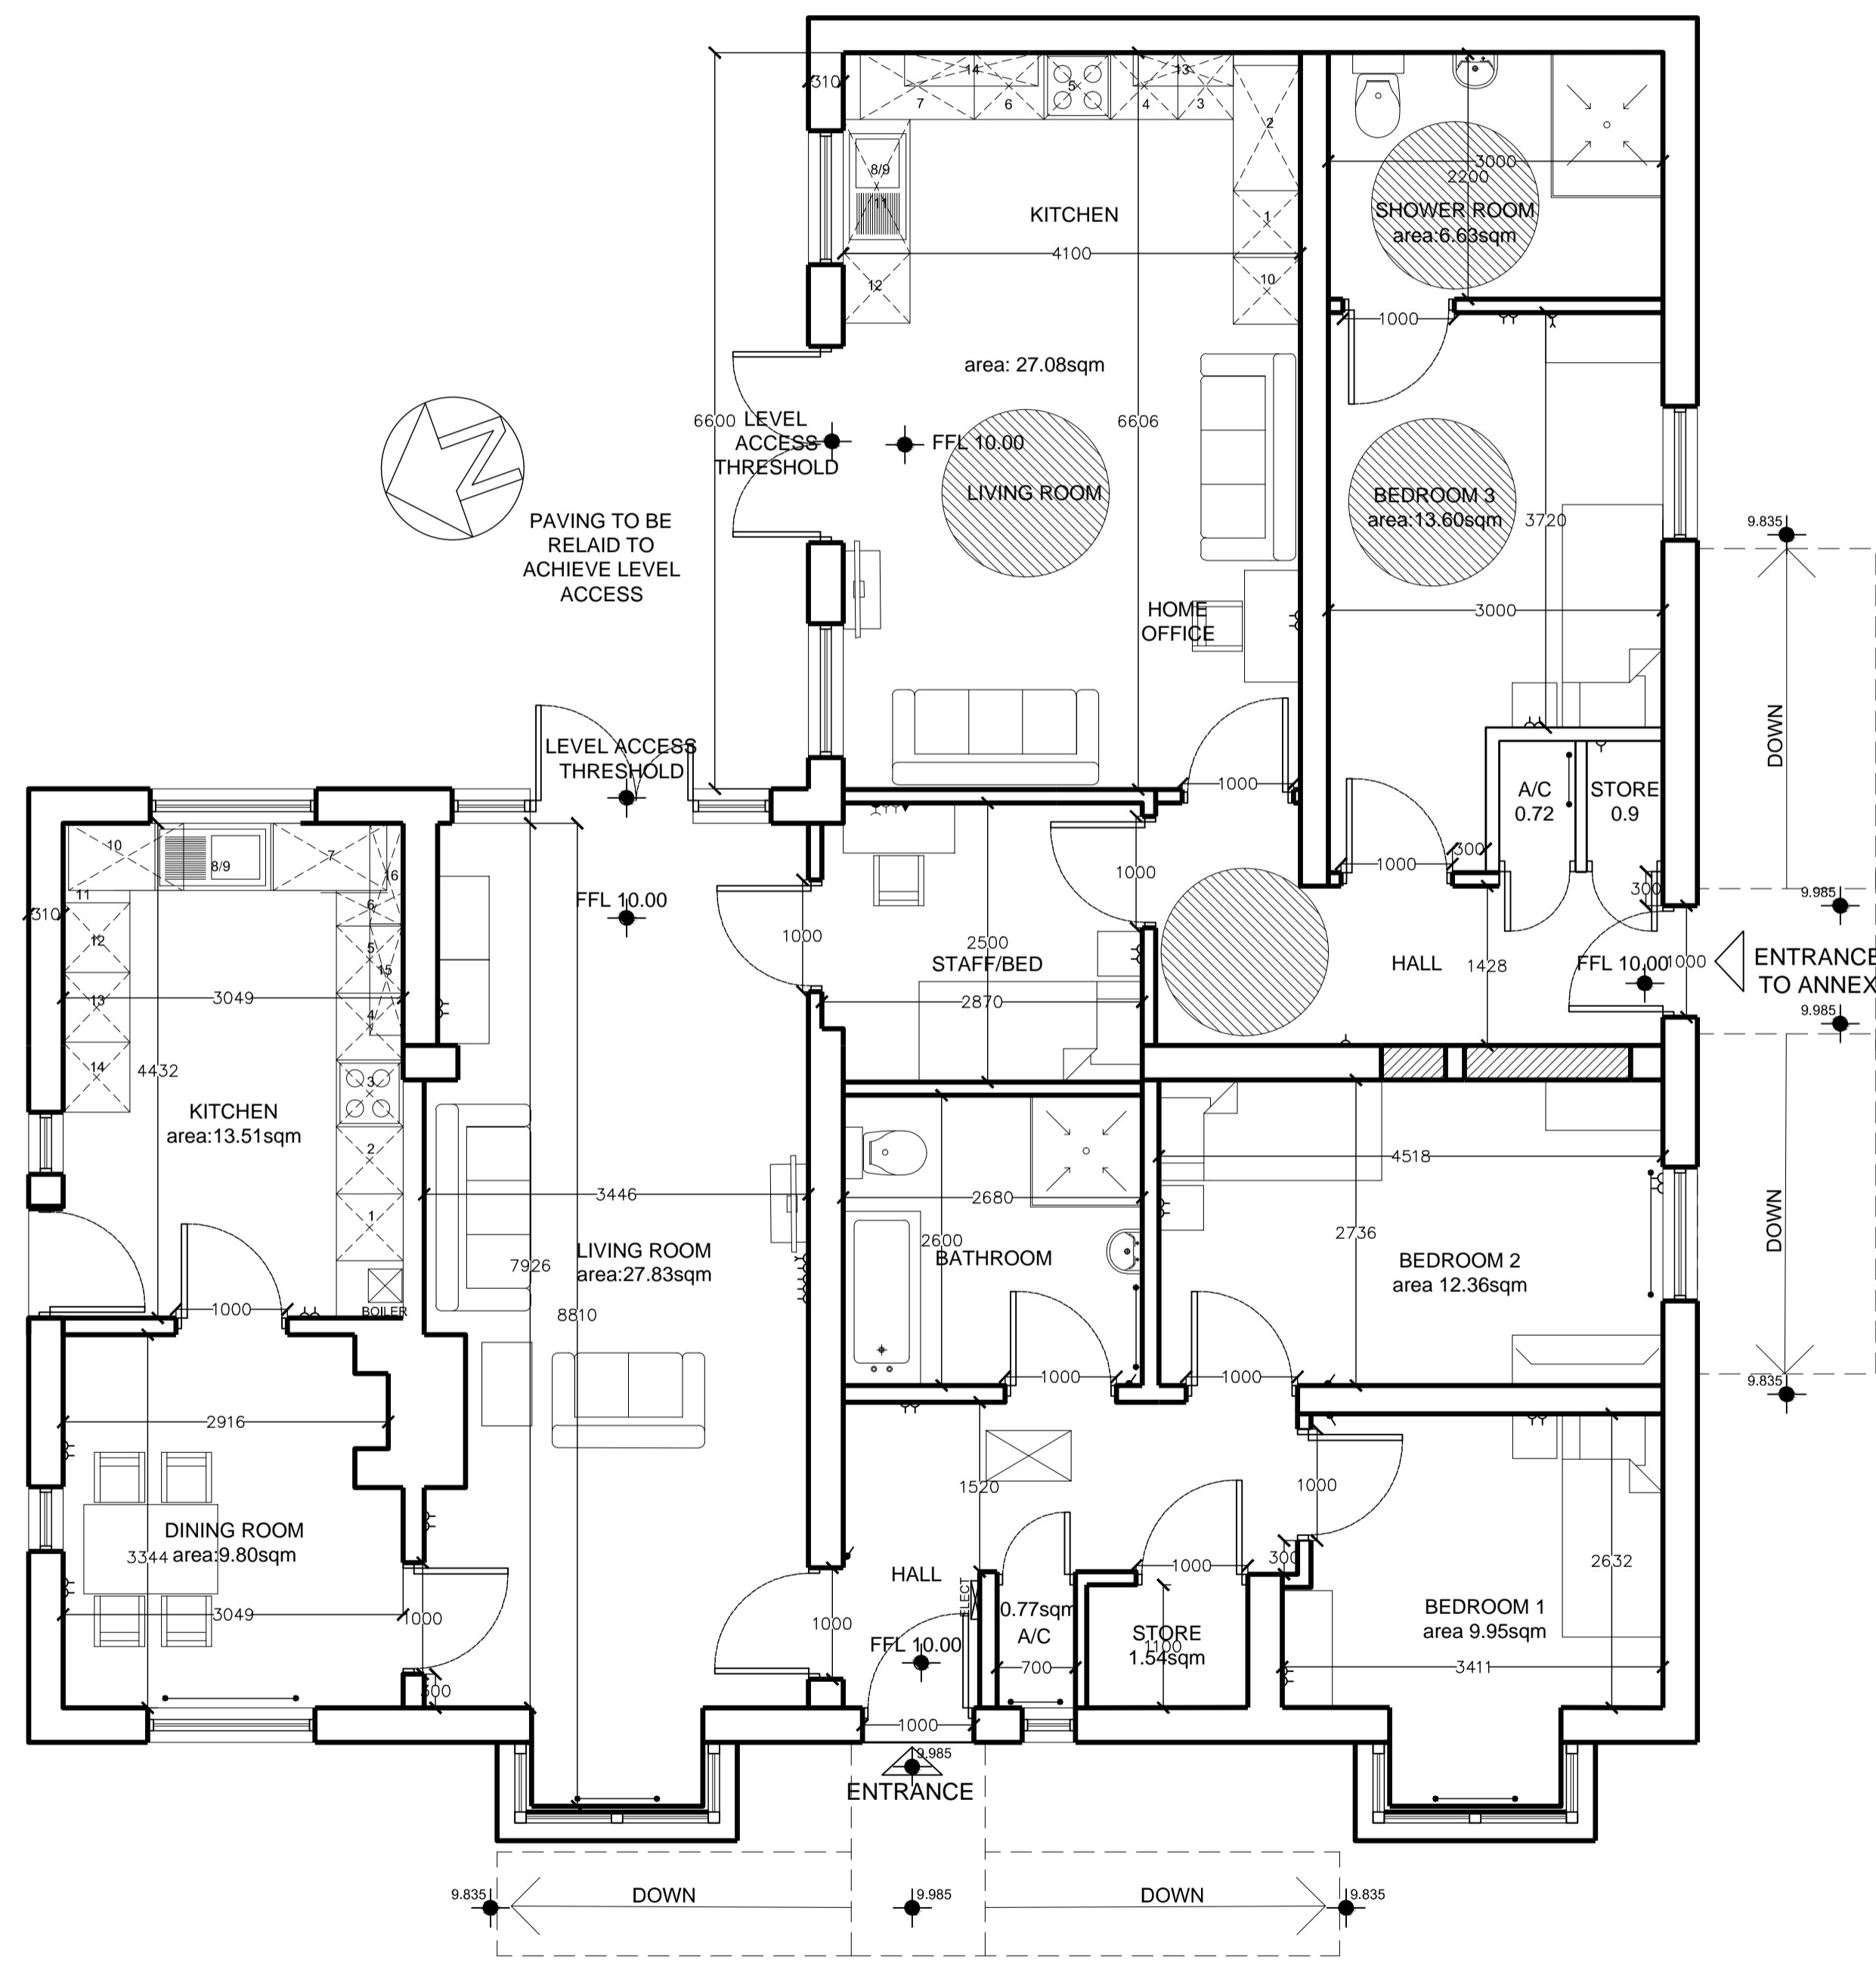 310
14
13
5
7
6
4
3
2
8/9
11
KITCHEN
1
4100
12
10
3000
2200
SHOWER ROOM
area:6.63sqm
1000
area: 27.08sqm
6600
LEVEL
ACCESS
THRESHOLD
FFL 10.00
6606
LIVING ROOM
BEDROOM 3
area:13.60sqm
3720
N
PAVING TO BE
RELAID TO
ACHIEVE LEVEL
ACCESS
9.835
HOME
OFFICE
3000
DOWN
LEVEL ACCESS
THRESHOLD
1000
A/C
0.72
STORE
0.9
10
8/9
7
6
11
310
12
6
5
15
13
3049
4
4432
14
3
KITCHEN
area:13.51sqm
2
1
BOILER
1000
FFL 10.00
1000
2500
STAFF/BED
2870
1000
1000
300
300
9.985
HALL
1428
FFL 10.00
1000
ENTRANCE
TO ANNEX
9.985
3446
7926
LIVING ROOM
area:27.83sqm
8810
2680
2600
BATHROOM
1000
4518
2736
BEDROOM 2
area 12.36sqm
1000
DOWN
9.835
2916
DINING ROOM
area:9.80sqm
3344
3049
1000
300
1520
HALL
ELECT
1000
FFL 10.00
0.77sqm
A/C
700
1000
STORE
1.54sqm
1100
300
1000
2632
BEDROOM 1
area 9.95sqm
3411
1000
9.985
ENTRANCE
9.835
DOWN
9.985
DOWN
9.835